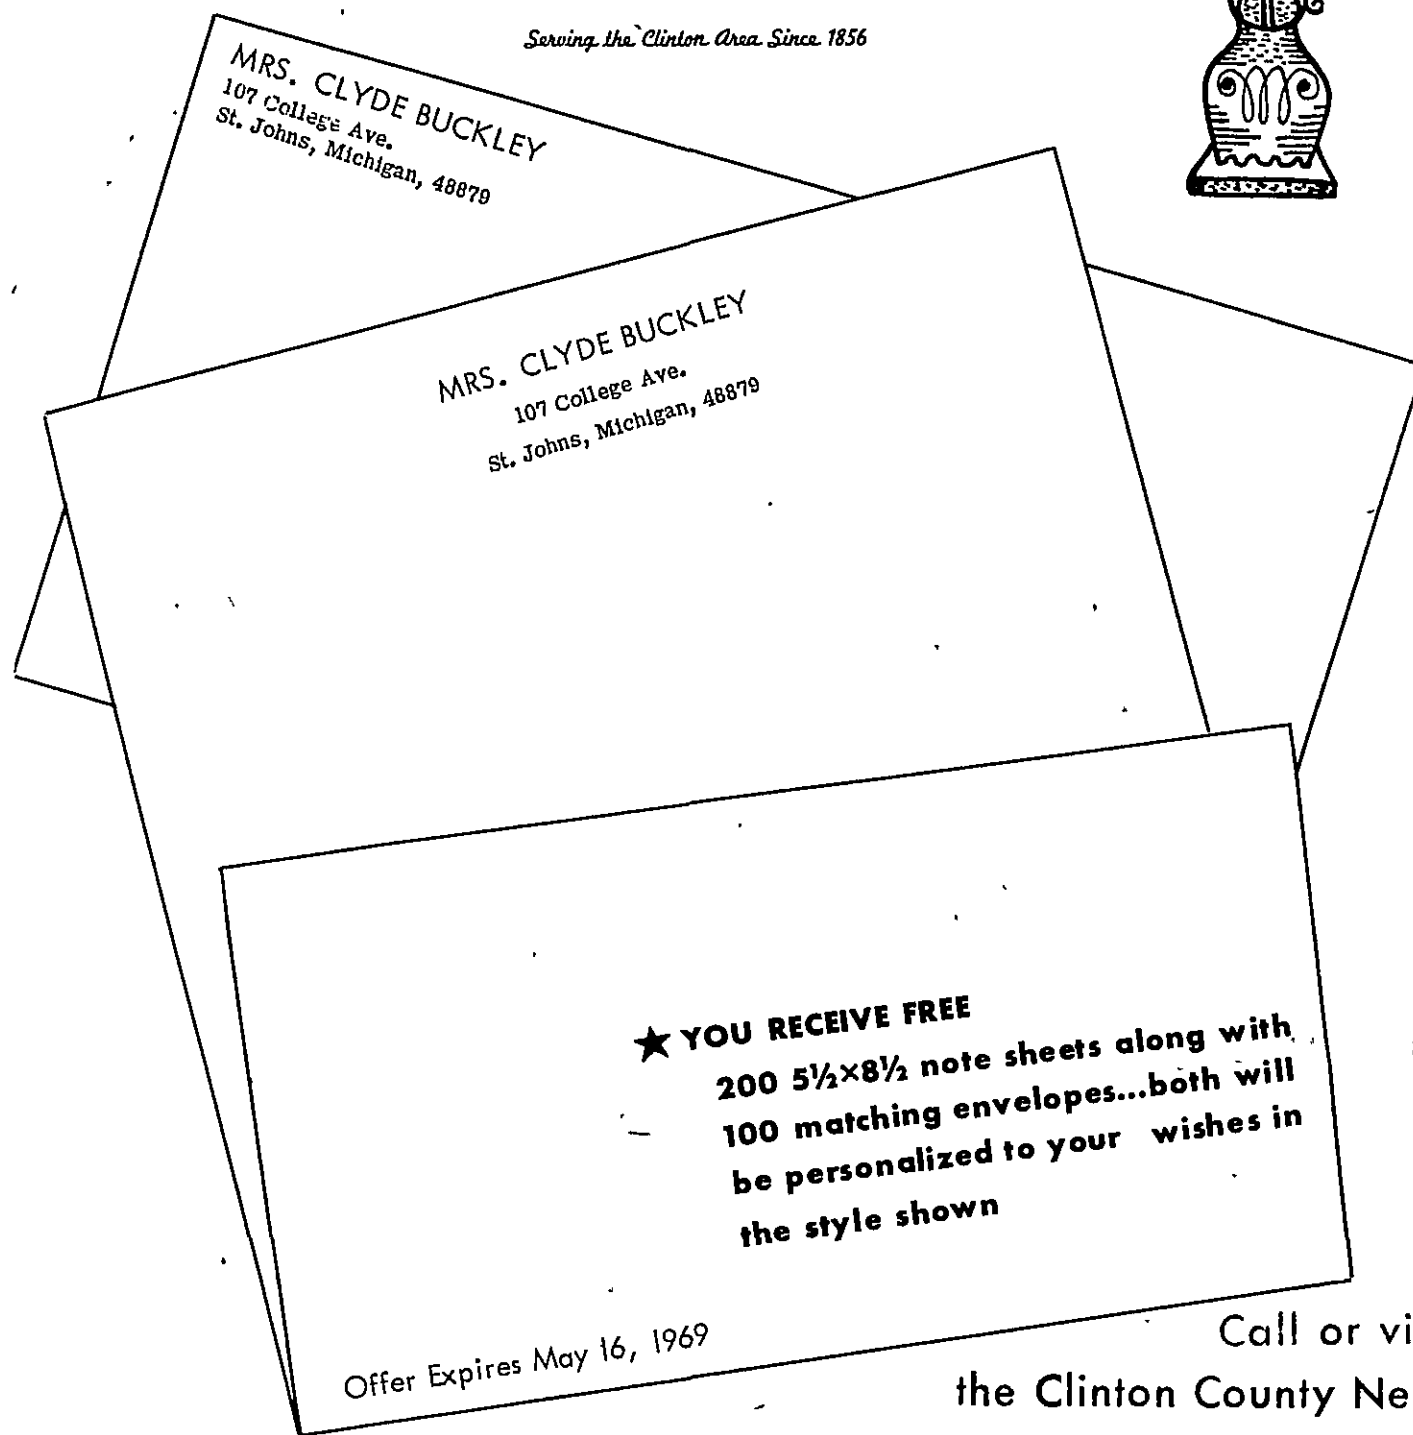 Serving the Clinton Area Since 1856
MRS. CLYDE BUCKLEY
107 College Ave.
St. Johns, Michigan, 48879
MRS. CLYDE BUCKLEY
107 College Ave.
St. Johns, Michigan, 48879
★ YOU RECEIVE FREE
200 5½×8½ note sheets along with
100 matching envelopes...both will
be personalized to your wishes in
the style shown
Offer Expires May 16, 1969
Call or vi
the Clinton County Ne